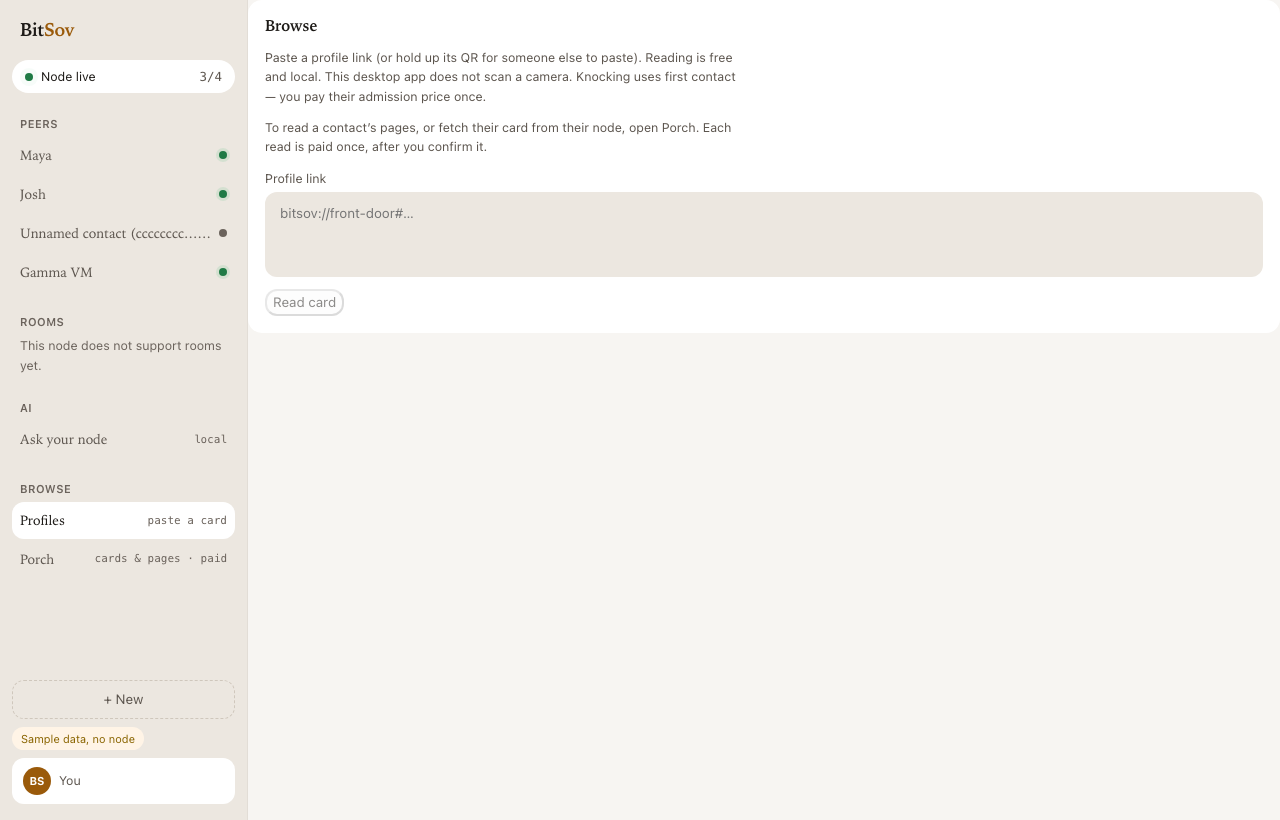 BitSov
Node live 3/4
PEERS
Maya
Josh
Unnamed contact (cccccccc……
Gamma VM
ROOMS
This node does not support rooms
yet.
AI
Ask your node local
BROWSE
Profiles paste a card
Porch cards & pages · paid
+ New
Sample data, no node
BS You
Browse
Paste a profile link (or hold up its QR for someone else to paste). Reading is free
and local. This desktop app does not scan a camera. Knocking uses first contact
— you pay their admission price once.
To read a contact’s pages, or fetch their card from their node, open Porch. Each
read is paid once, after you confirm it.
Profile link
bitsov://front-door#…
Read card